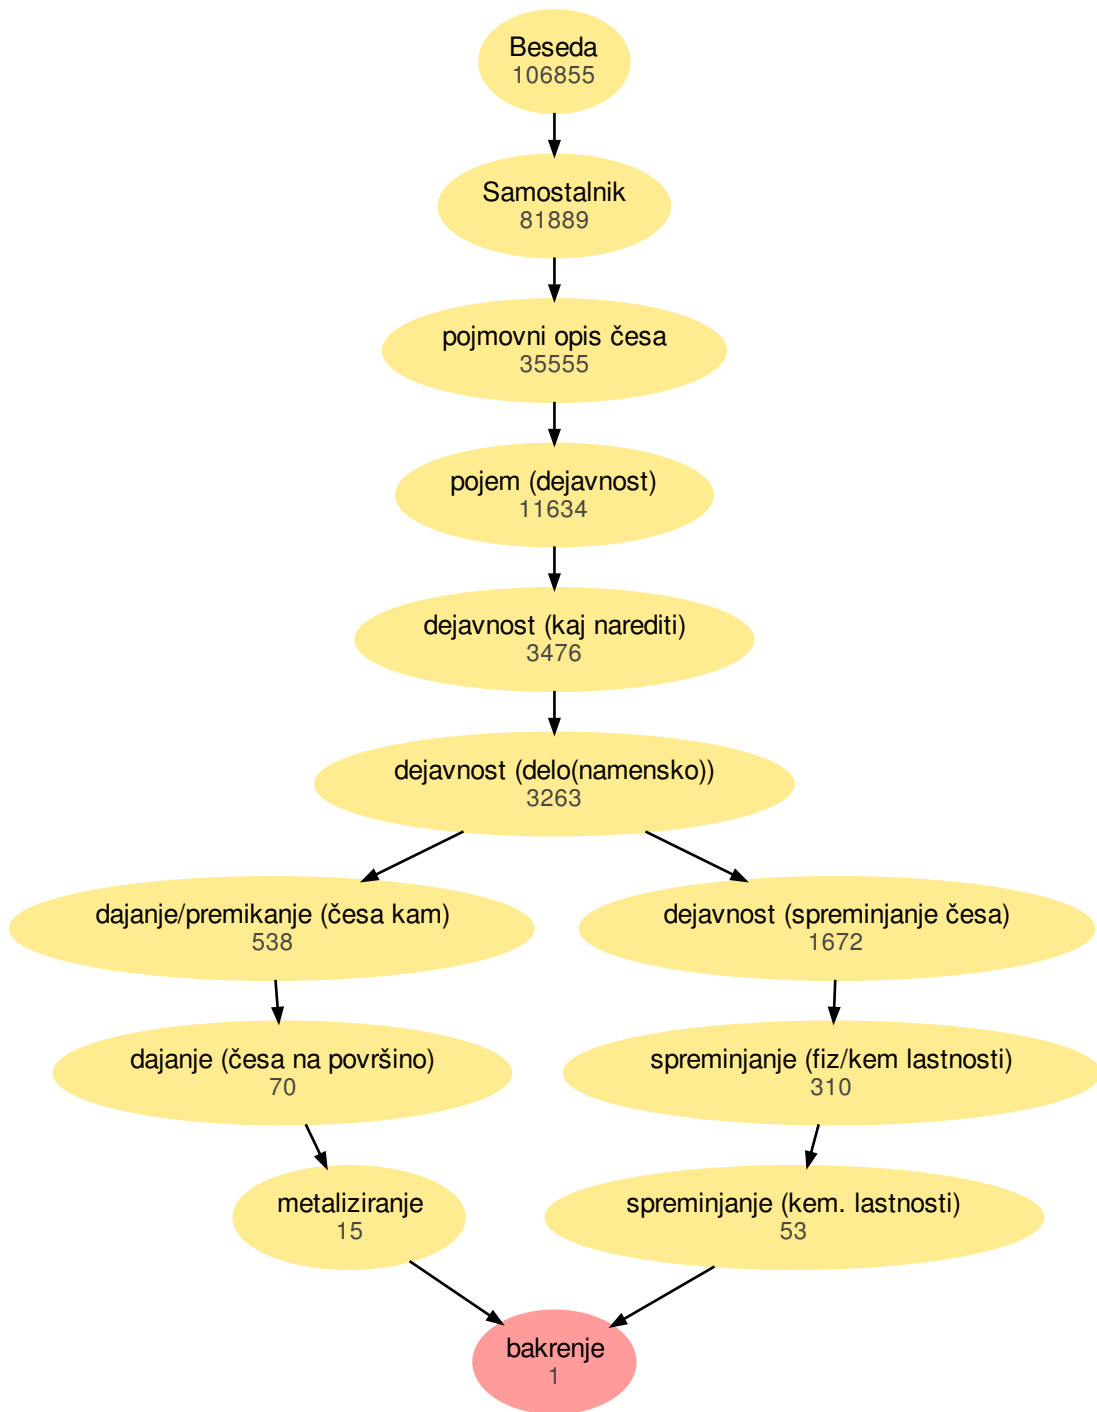 Beseda
106855
Samostalnik
81889
pojmovni opis česa
35555
pojem (dejavnost)
11634
dejavnost (kaj narediti)
3476
dejavnost (delo(namensko))
3263
dajanje/premikanje (česa kam)
538
dejavnost (spreminjanje česa)
1672
dajanje (česa na površino)
70
spreminjanje (fiz/kem lastnosti)
310
metaliziranje
15
spreminjanje (kem. lastnosti)
53
bakrenje
1